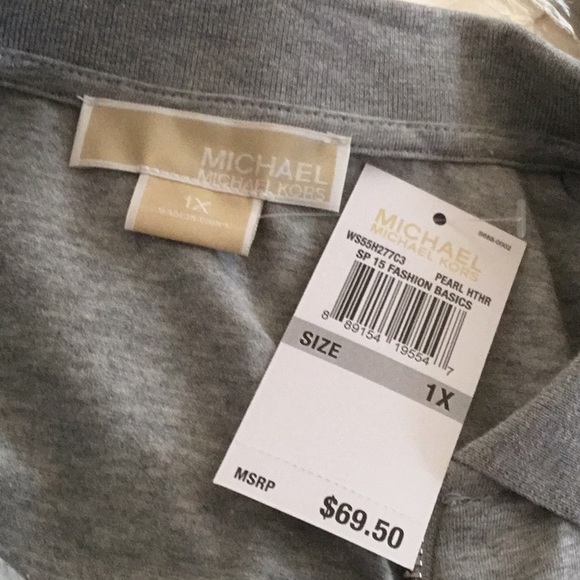 MICHAEL
MICHAEL KORS
1X
MICHAEL
MICHAEL KORS
WS55H277C3
PEARL HTHR
SP 15 FASHION BASICS
8 89154 19554 7
SIZE
1X
MSRP
$69.50